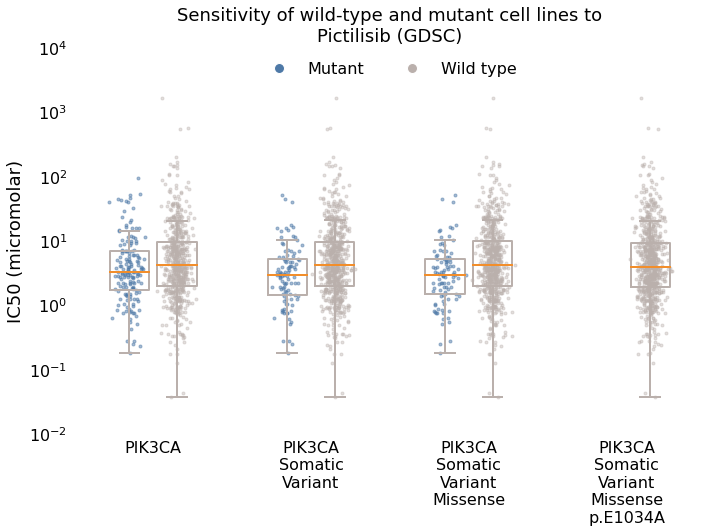 Sensitivity of wild-type and mutant cell lines to
Pictilisib (GDSC)
Mutant
Wild type
IC50 (micromolar)
10⁴
10³
10²
10¹
10⁰
10⁻¹
10⁻²
PIK3CA
PIK3CA
Somatic
Variant
PIK3CA
Somatic
Variant
Missense
PIK3CA
Somatic
Variant
Missense
p.E1034A